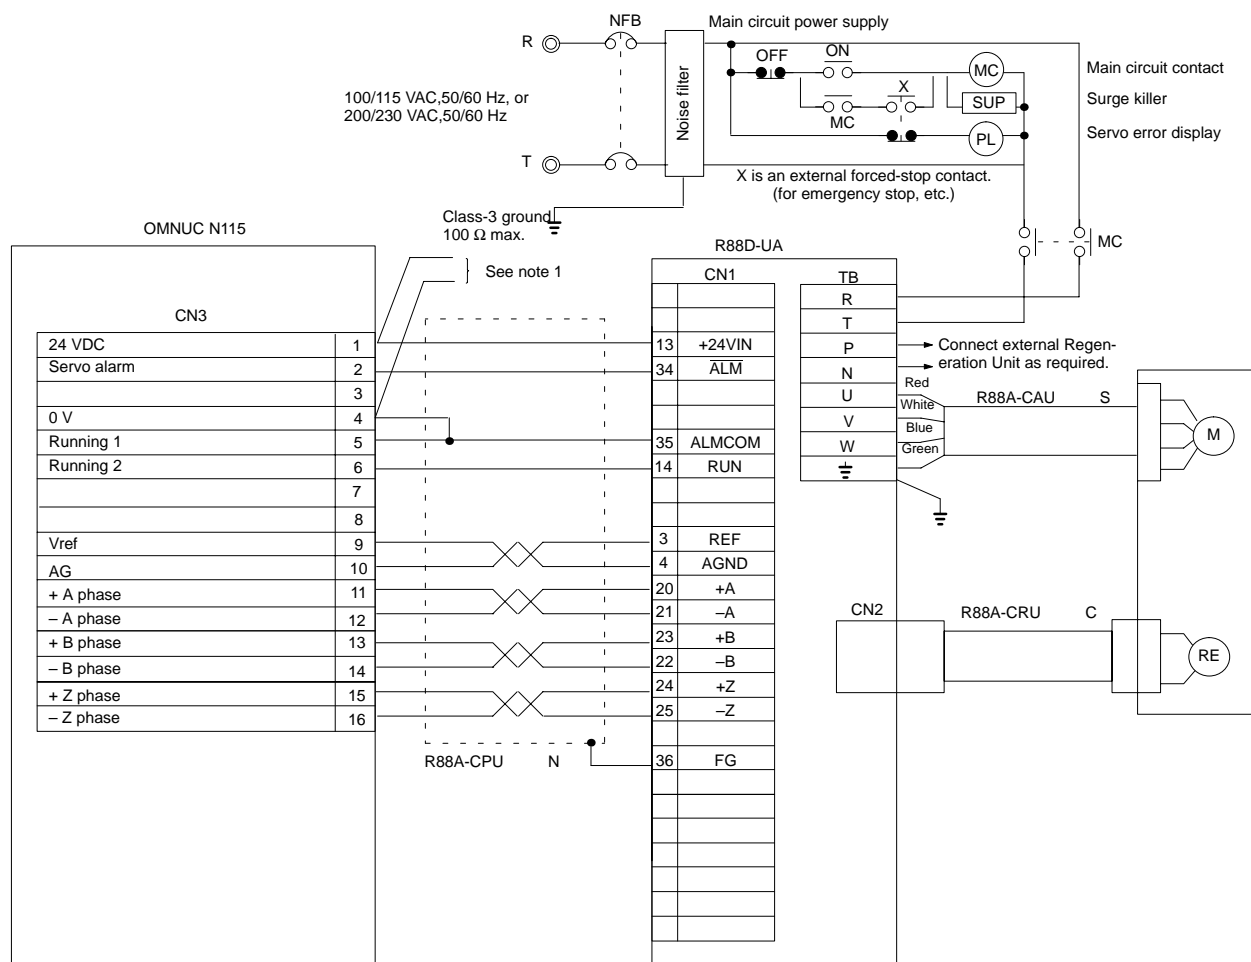 NFB
Main circuit power supply
R
OFF
ON
MC
Main circuit contact
X
SUP
Surge killer
MC
PL
Servo error display
100/115 VAC,50/60 Hz, or
200/230 VAC,50/60 Hz
Noise filter
T
X is an external forced-stop contact.
(for emergency stop, etc.)
Class-3 ground
100 Ω max.
MC
OMNUC N115
R88D-UA
See note 1
CN3
24 VDC 1
Servo alarm 2
3
0 V 4
Running 1 5
Running 2 6
7
8
Vref 9
AG 10
+ A phase 11
– A phase 12
+ B phase 13
– B phase 14
+ Z phase 15
– Z phase 16
R88A-CPU N
CN1
13 +24VIN
34 ALM
35 ALMCOM
14 RUN
3 REF
4 AGND
20 +A
21 –A
23 +B
22 –B
24 +Z
25 –Z
36 FG
TB
R
T
P
N
U
V
W
Connect external Regen-
eration Unit as required.
Red
White
Blue
Green
R88A-CAU S
M
CN2
R88A-CRU C
RE